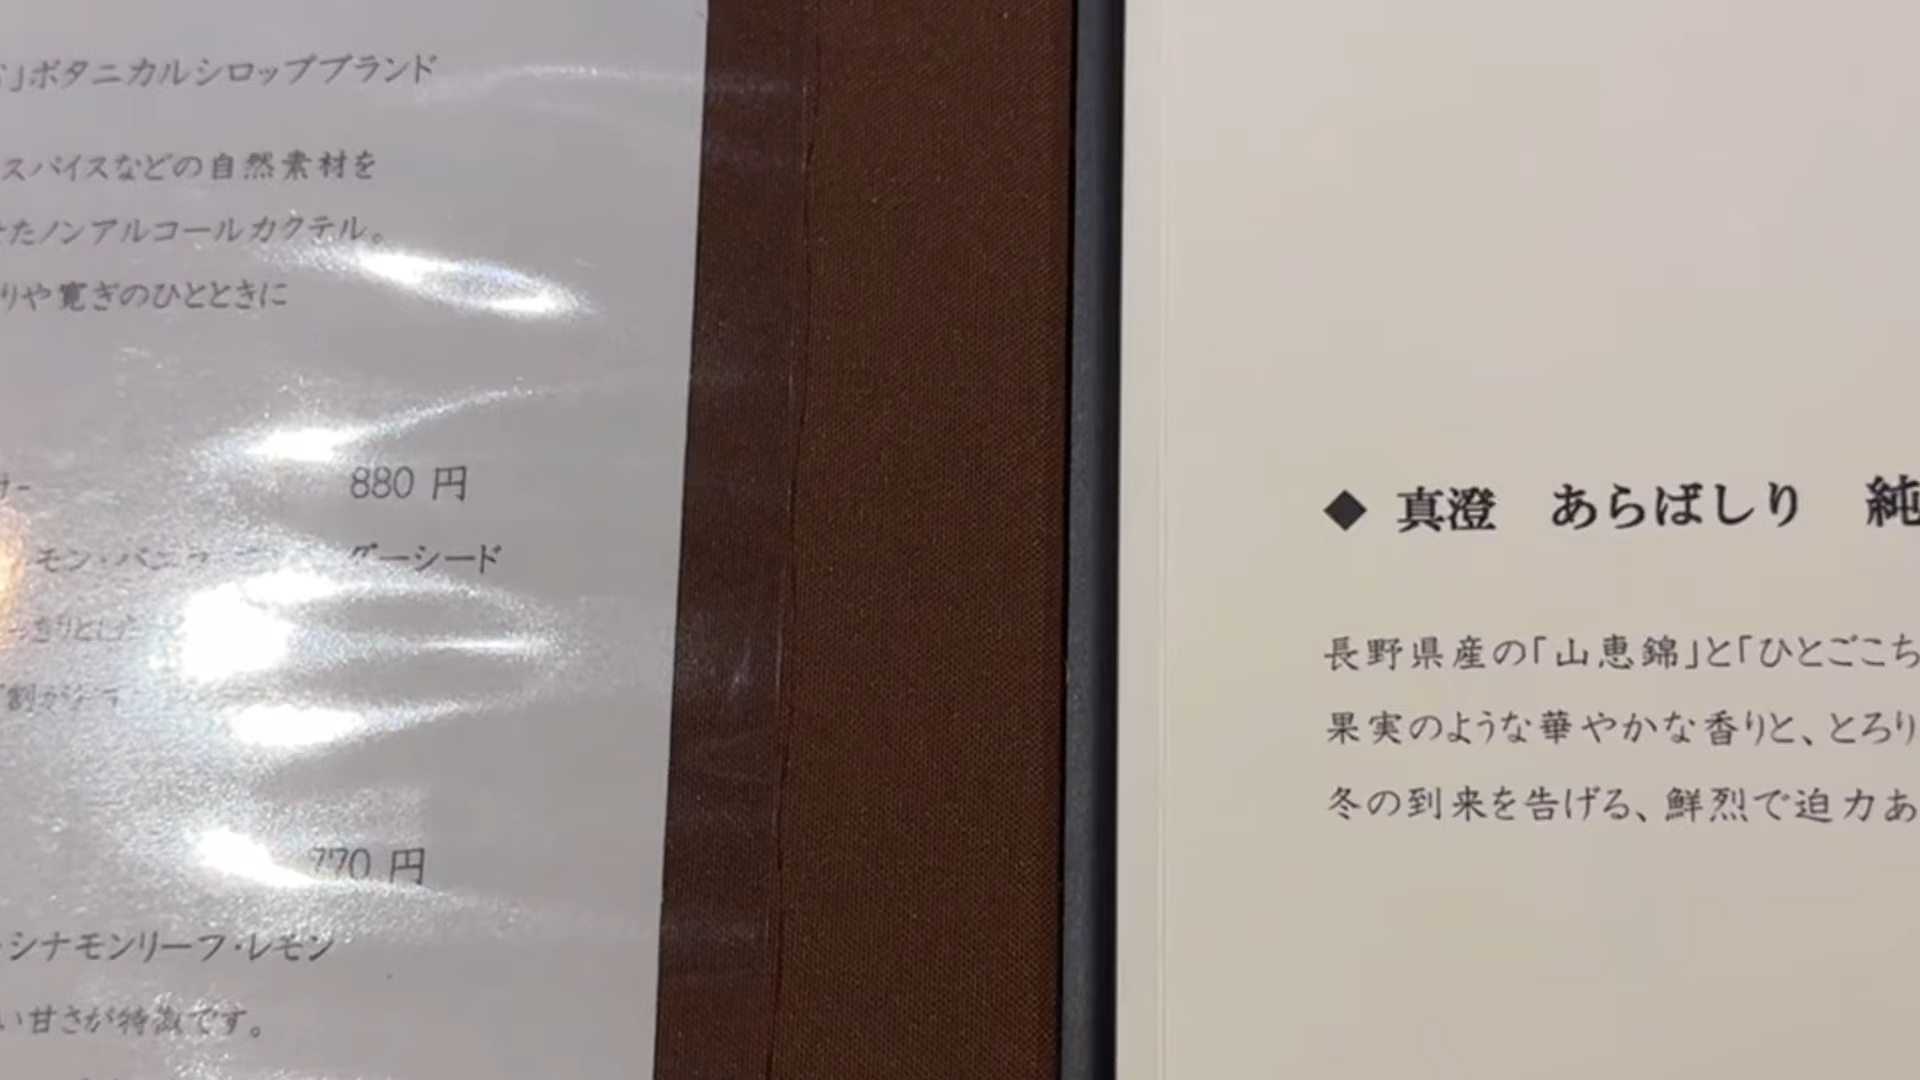 」ボタニカルシロップブランド
スパイスなどの自然素材を
たノンアルコールカクテル。
りや寛ぎのひとときに
880 円
モン・バニラ グーシード
770 円
・シナモンリーフ・レモン
い甘さが特徴です。
◆ 真澄 あらばしり 純
長野県産の「山恵錦」と「ひとごこち
果実のような華やかな香りと、とろり
冬の到来を告げる、鮮烈で迫力あ